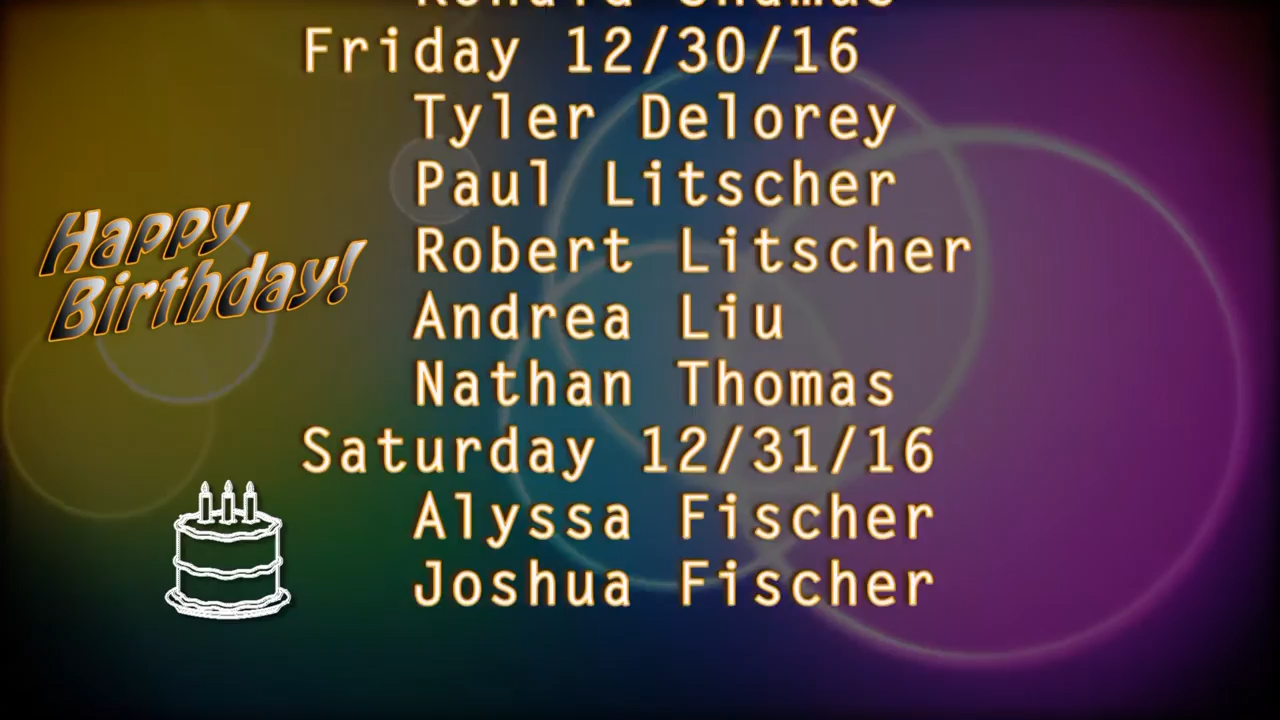 Friday 12/30/16
Tyler Delorey
Paul Litscher
Robert Litscher
Andrea Liu
Nathan Thomas
Saturday 12/31/16
Alyssa Fischer
Joshua Fischer
Happy
Birthday!